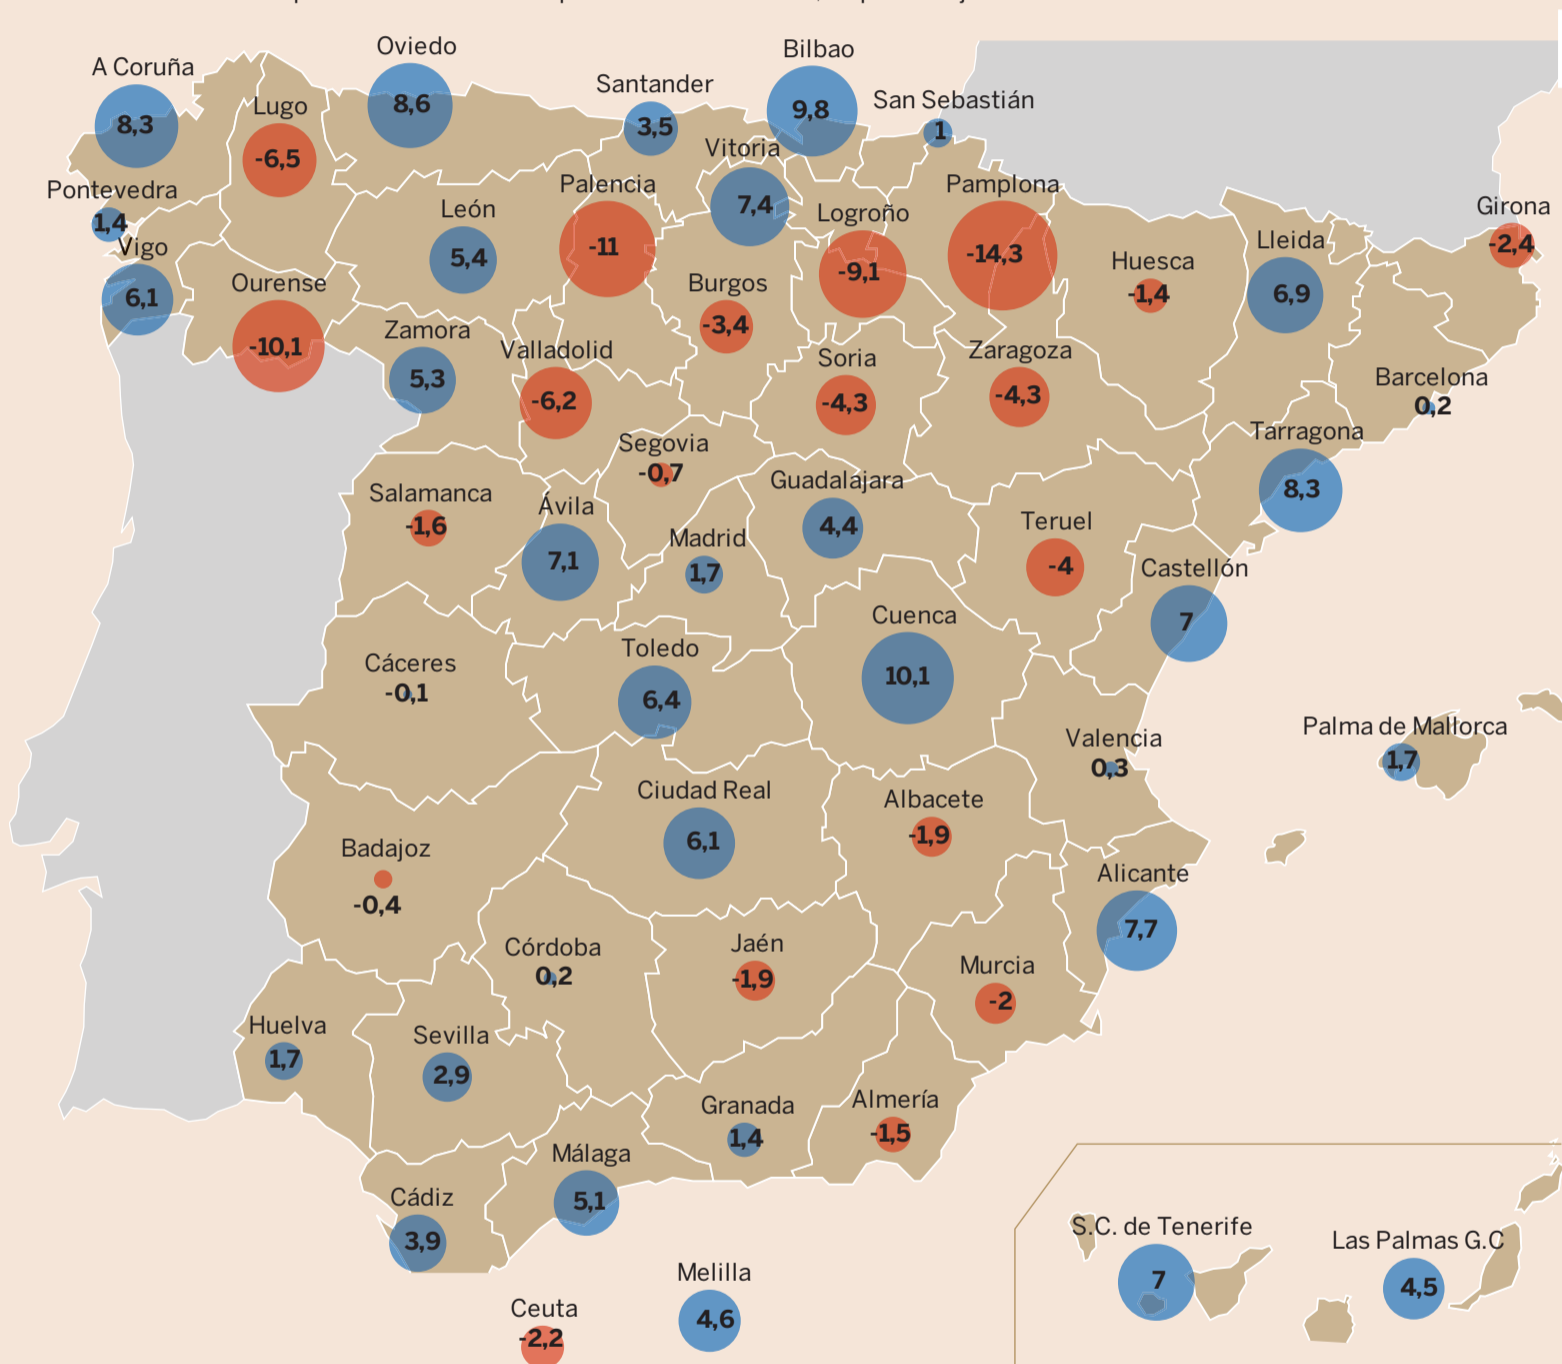 Oviedo
8,6
Bilbao
9,8
A Coruña
8,3
Santander
3,5
San Sebastián
1
Lugo
-6,5
Vitoria
7,4
Pontevedra
1,4
Palencia
-11
Pamplona
-14,3
León
5,4
Logroño
-9,1
Girona
-2,4
Vigo
6,1
Lleida
6,9
Huesca
-1,4
Ourense
-10,1
Burgos
-3,4
Zamora
5,3
Valladolid
-6,2
Soria
-4,3
Zaragoza
-4,3
Barcelona
0,2
Tarragona
8,3
Segovia
-0,7
Guadalajara
4,4
Salamanca
-1,6
Ávila
7,1
Madrid
1,7
Teruel
-4
Castellón
7
Cuenca
10,1
Toledo
6,4
Cáceres
-0,1
Palma de Mallorca
1,7
Valencia
0,3
Ciudad Real
6,1
Albacete
-1,9
Badajoz
-0,4
Alicante
7,7
Córdoba
0,2
Jaén
-1,9
Murcia
-2
Huelva
1,7
Sevilla
2,9
Granada
1,4
Almería
-1,5
Málaga
5,1
Cádiz
3,9
S.C. de Tenerife
7
Las Palmas G.C
4,5
Melilla
4,6
Ceuta
-2,2